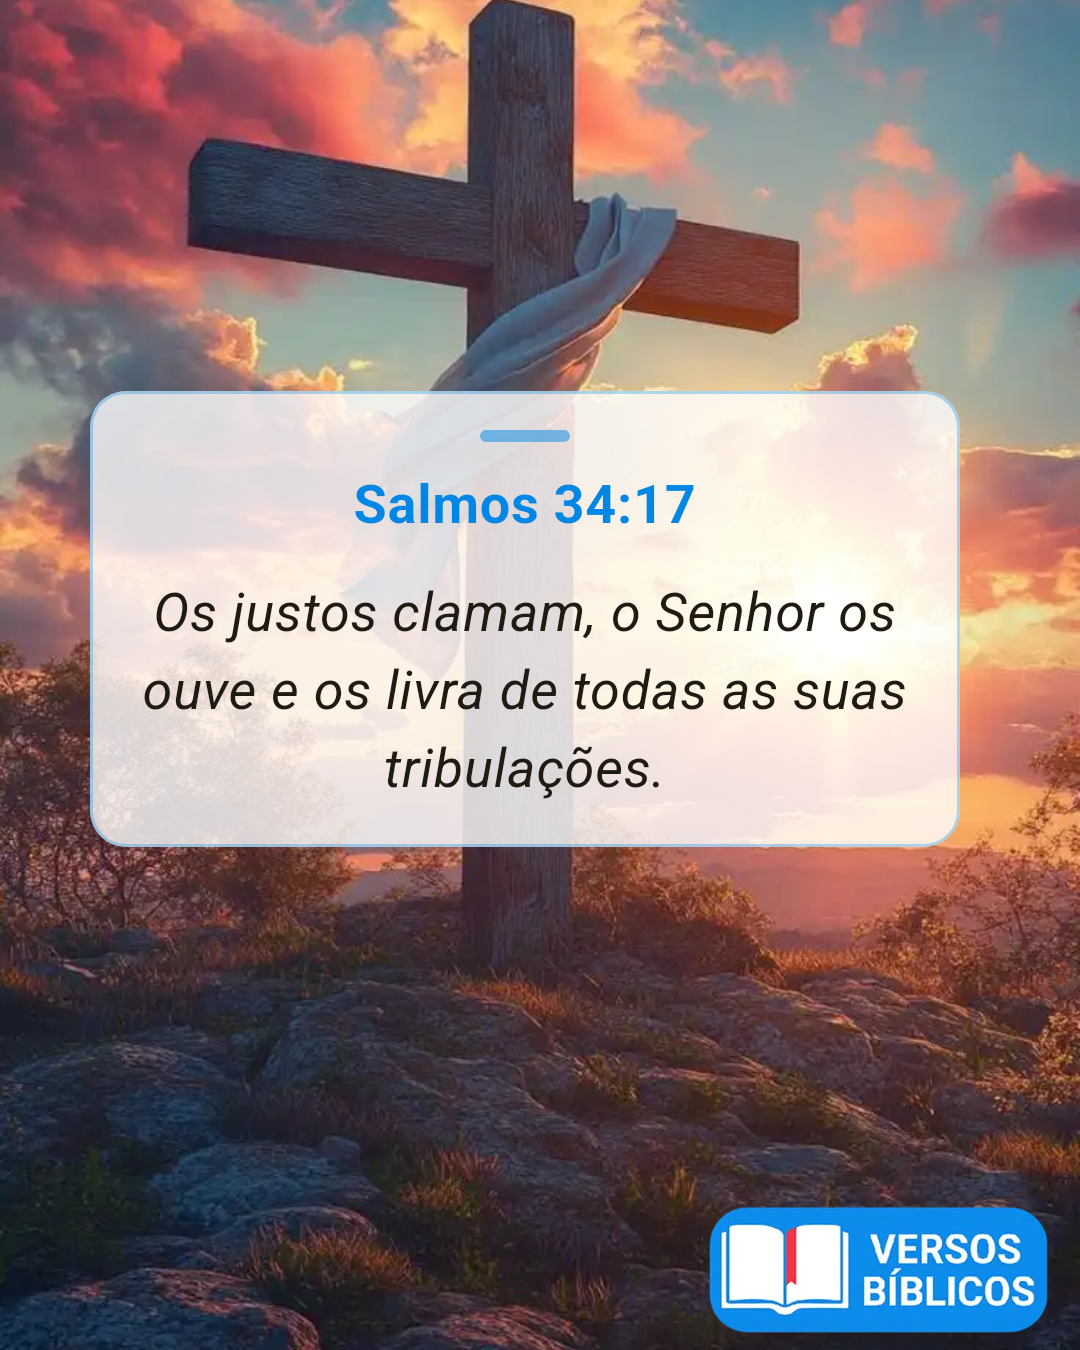 Salmos 34:17
Os justos clamam, o Senhor os
ouve e os livra de todas as suas
tribulações.
VERSOS
BÍBLICOS